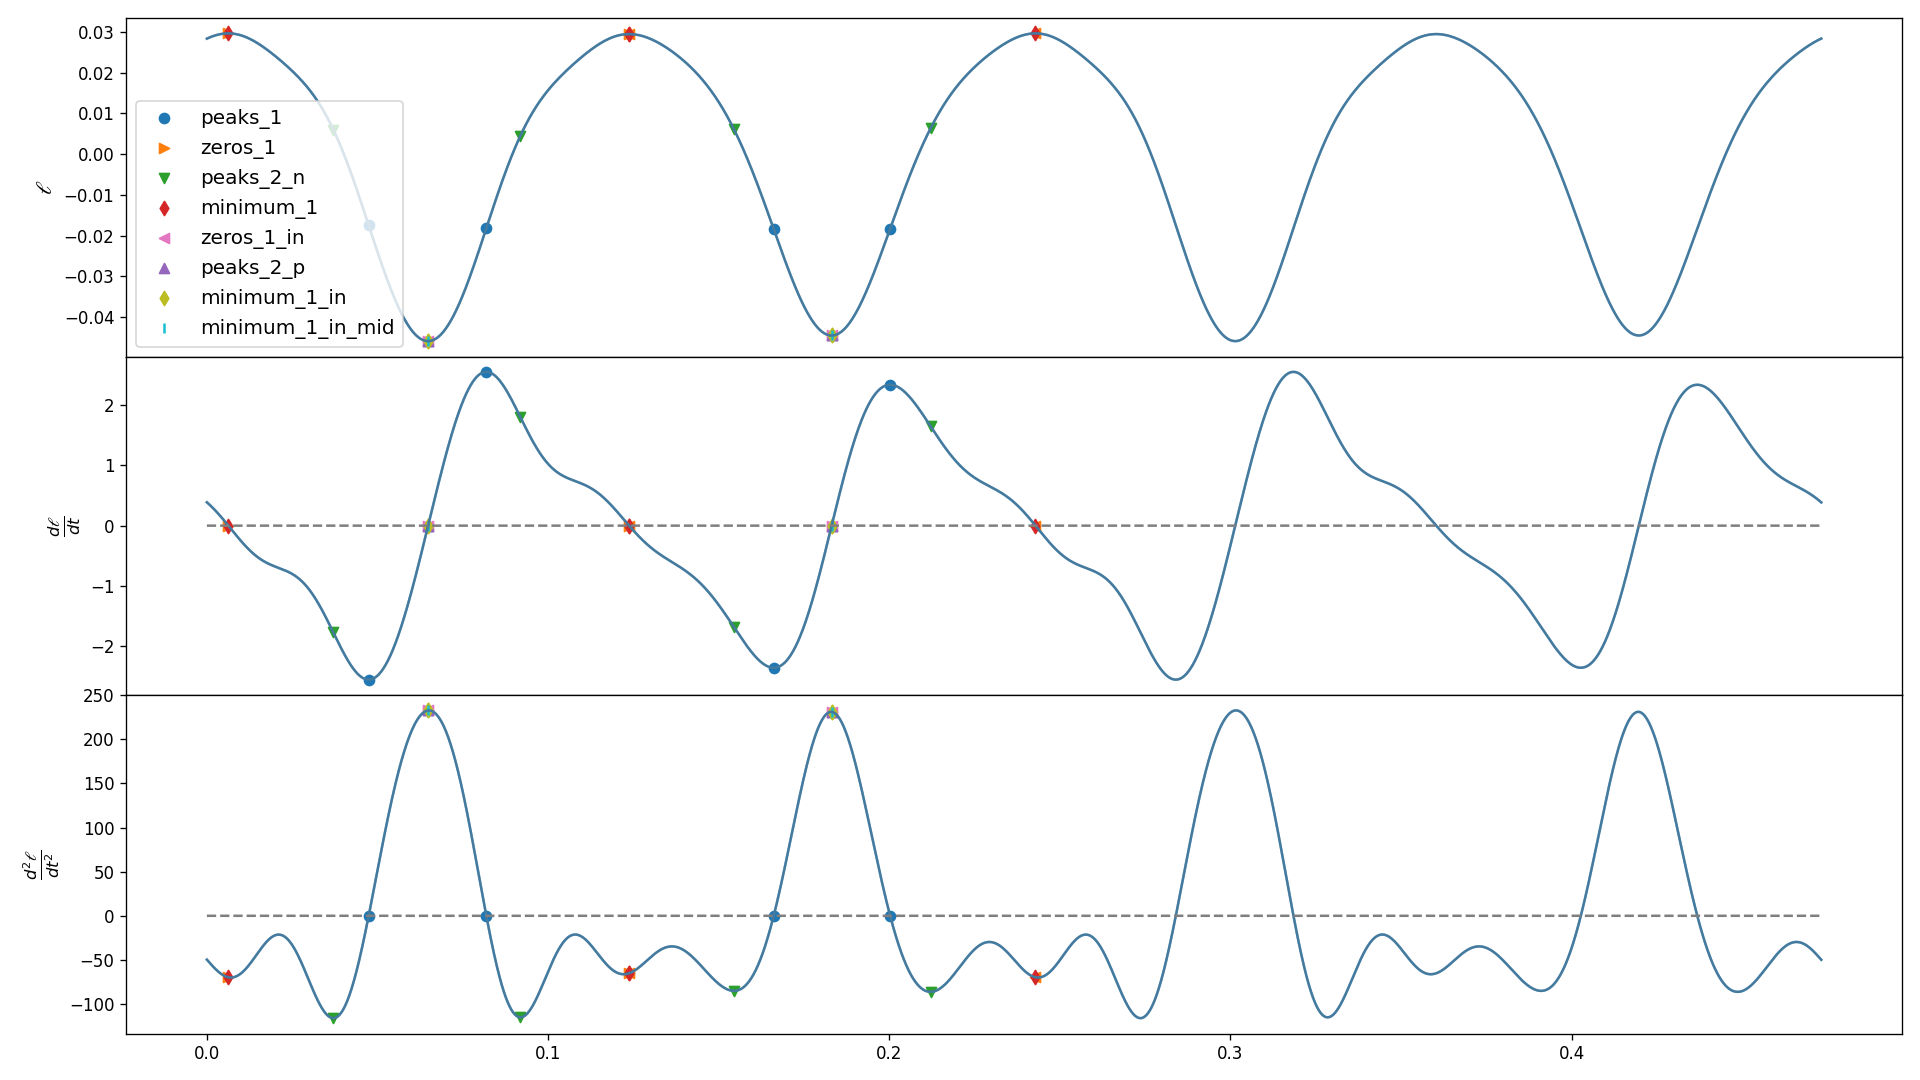 0.03
0.02
0.01
0.00
−0.01
−0.02
−0.03
−0.04
ℓ
peaks_1
zeros_1
peaks_2_n
minimum_1
zeros_1_in
peaks_2_p
minimum_1_in
minimum_1_in_mid
2
1
0
−1
−2
dℓ/dt
250
200
150
100
50
0
−50
−100
d²ℓ/dt²
0.0 0.1 0.2 0.3 0.4